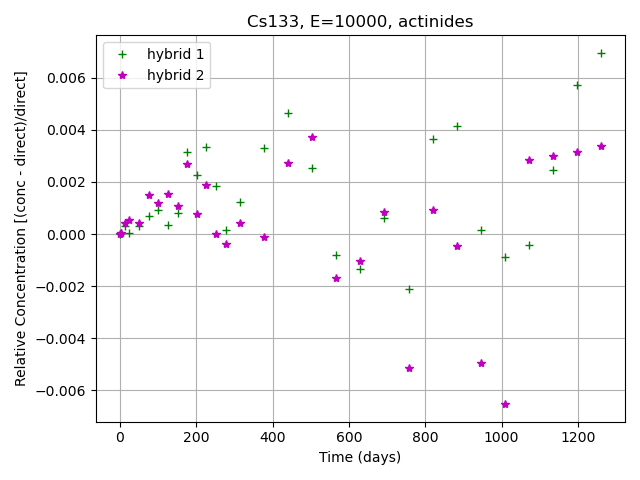 Cs133, E=10000, actinides
hybrid 1
hybrid 2
Relative Concentration [(conc - direct)/direct]
0.006
0.004
0.002
0.000
−0.002
−0.004
−0.006
0 200 400 600 800 1000 1200
Time (days)